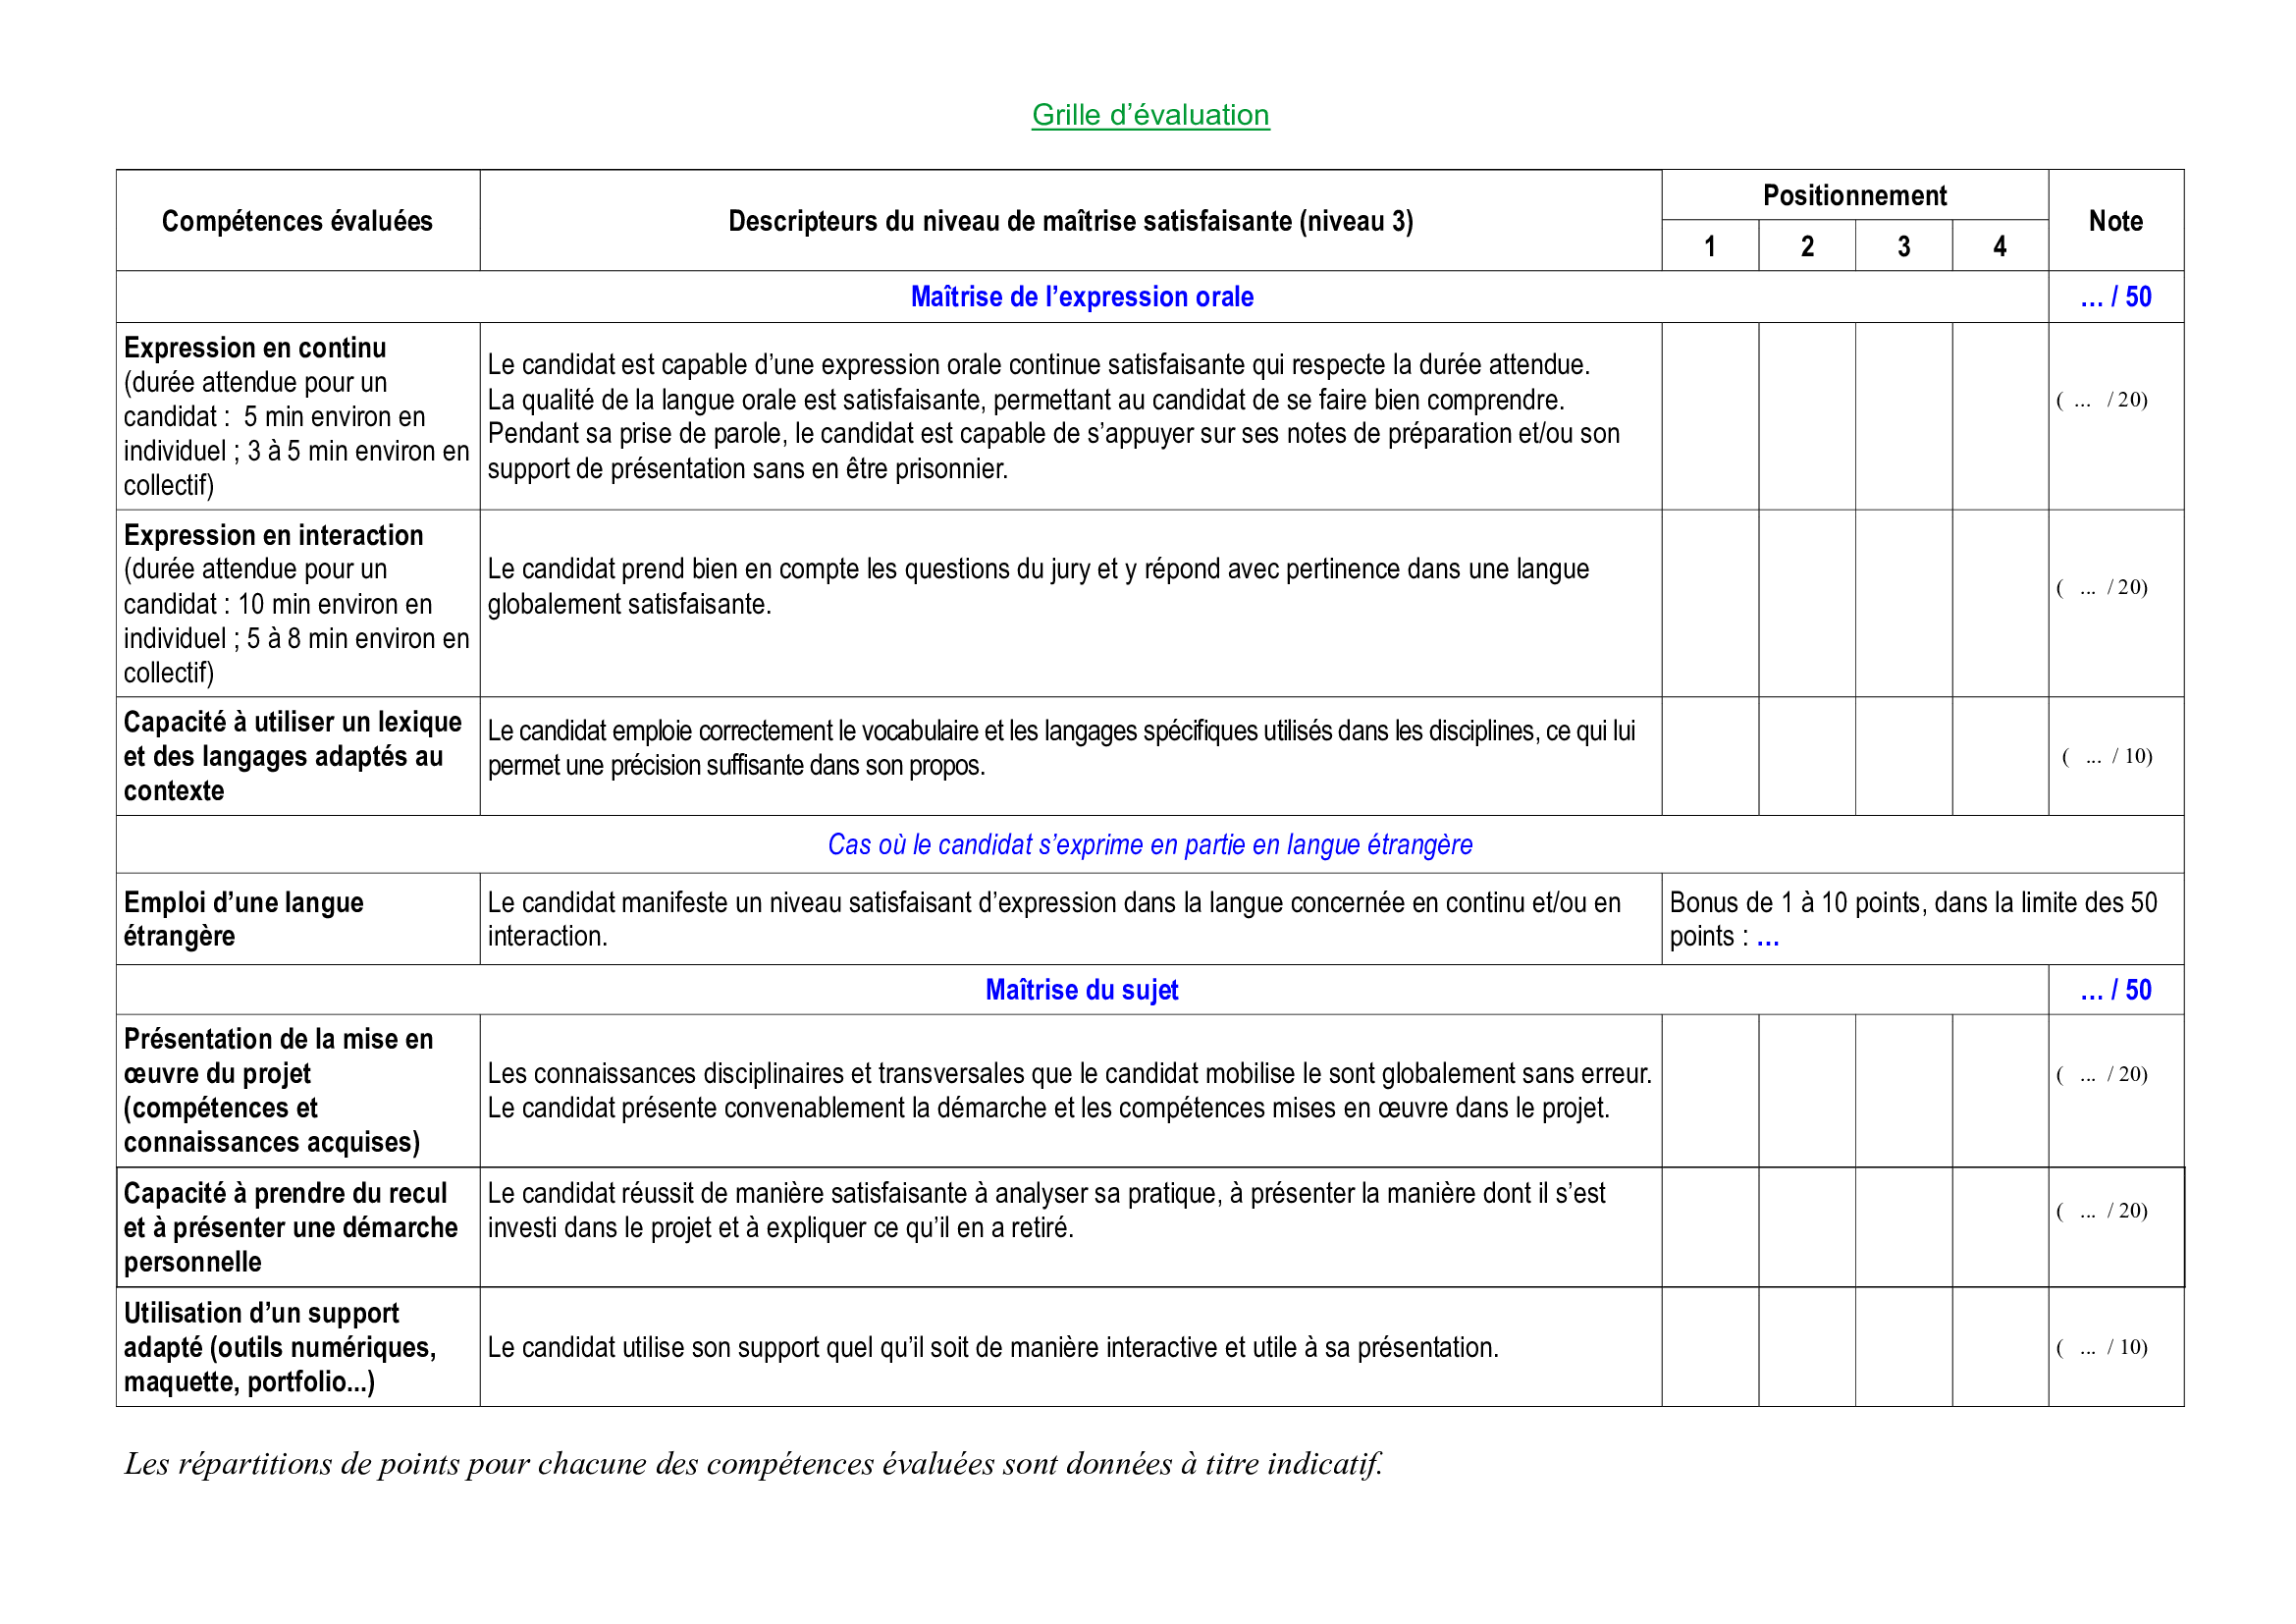 Grille d’évaluation
Compétences évaluées
Descripteurs du niveau de maîtrise satisfaisante (niveau 3)
Positionnement
Note
1
2
3
4
Maîtrise de l’expression orale
… / 50
Expression en continu
(durée attendue pour un
candidat :  5 min environ en
individuel ; 3 à 5 min environ en
collectif)
Le candidat est capable d’une expression orale continue satisfaisante qui respecte la durée attendue.
La qualité de la langue orale est satisfaisante, permettant au candidat de se faire bien comprendre.
Pendant sa prise de parole, le candidat est capable de s’appuyer sur ses notes de préparation et/ou son
support de présentation sans en être prisonnier.
( ... / 20)
Expression en interaction
(durée attendue pour un
candidat : 10 min environ en
individuel ; 5 à 8 min environ en
collectif)
Le candidat prend bien en compte les questions du jury et y répond avec pertinence dans une langue
globalement satisfaisante.
( ... / 20)
Capacité à utiliser un lexique
et des langages adaptés au
contexte
Le candidat emploie correctement le vocabulaire et les langages spécifiques utilisés dans les disciplines, ce qui lui
permet une précision suffisante dans son propos.
( ... / 10)
Cas où le candidat s’exprime en partie en langue étrangère
Emploi d’une langue
étrangère
Le candidat manifeste un niveau satisfaisant d’expression dans la langue concernée en continu et/ou en
interaction.
Bonus de 1 à 10 points, dans la limite des 50
points : …
Maîtrise du sujet
… / 50
Présentation de la mise en
œuvre du projet
(compétences et
connaissances acquises)
Les connaissances disciplinaires et transversales que le candidat mobilise le sont globalement sans erreur.
Le candidat présente convenablement la démarche et les compétences mises en œuvre dans le projet.
( ... / 20)
Capacité à prendre du recul
et à présenter une démarche
personnelle
Le candidat réussit de manière satisfaisante à analyser sa pratique, à présenter la manière dont il s’est
investi dans le projet et à expliquer ce qu’il en a retiré.
( ... / 20)
Utilisation d’un support
adapté (outils numériques,
maquette, portfolio...)
Le candidat utilise son support quel qu’il soit de manière interactive et utile à sa présentation.
( ... / 10)
Les répartitions de points pour chacune des compétences évaluées sont données à titre indicatif.